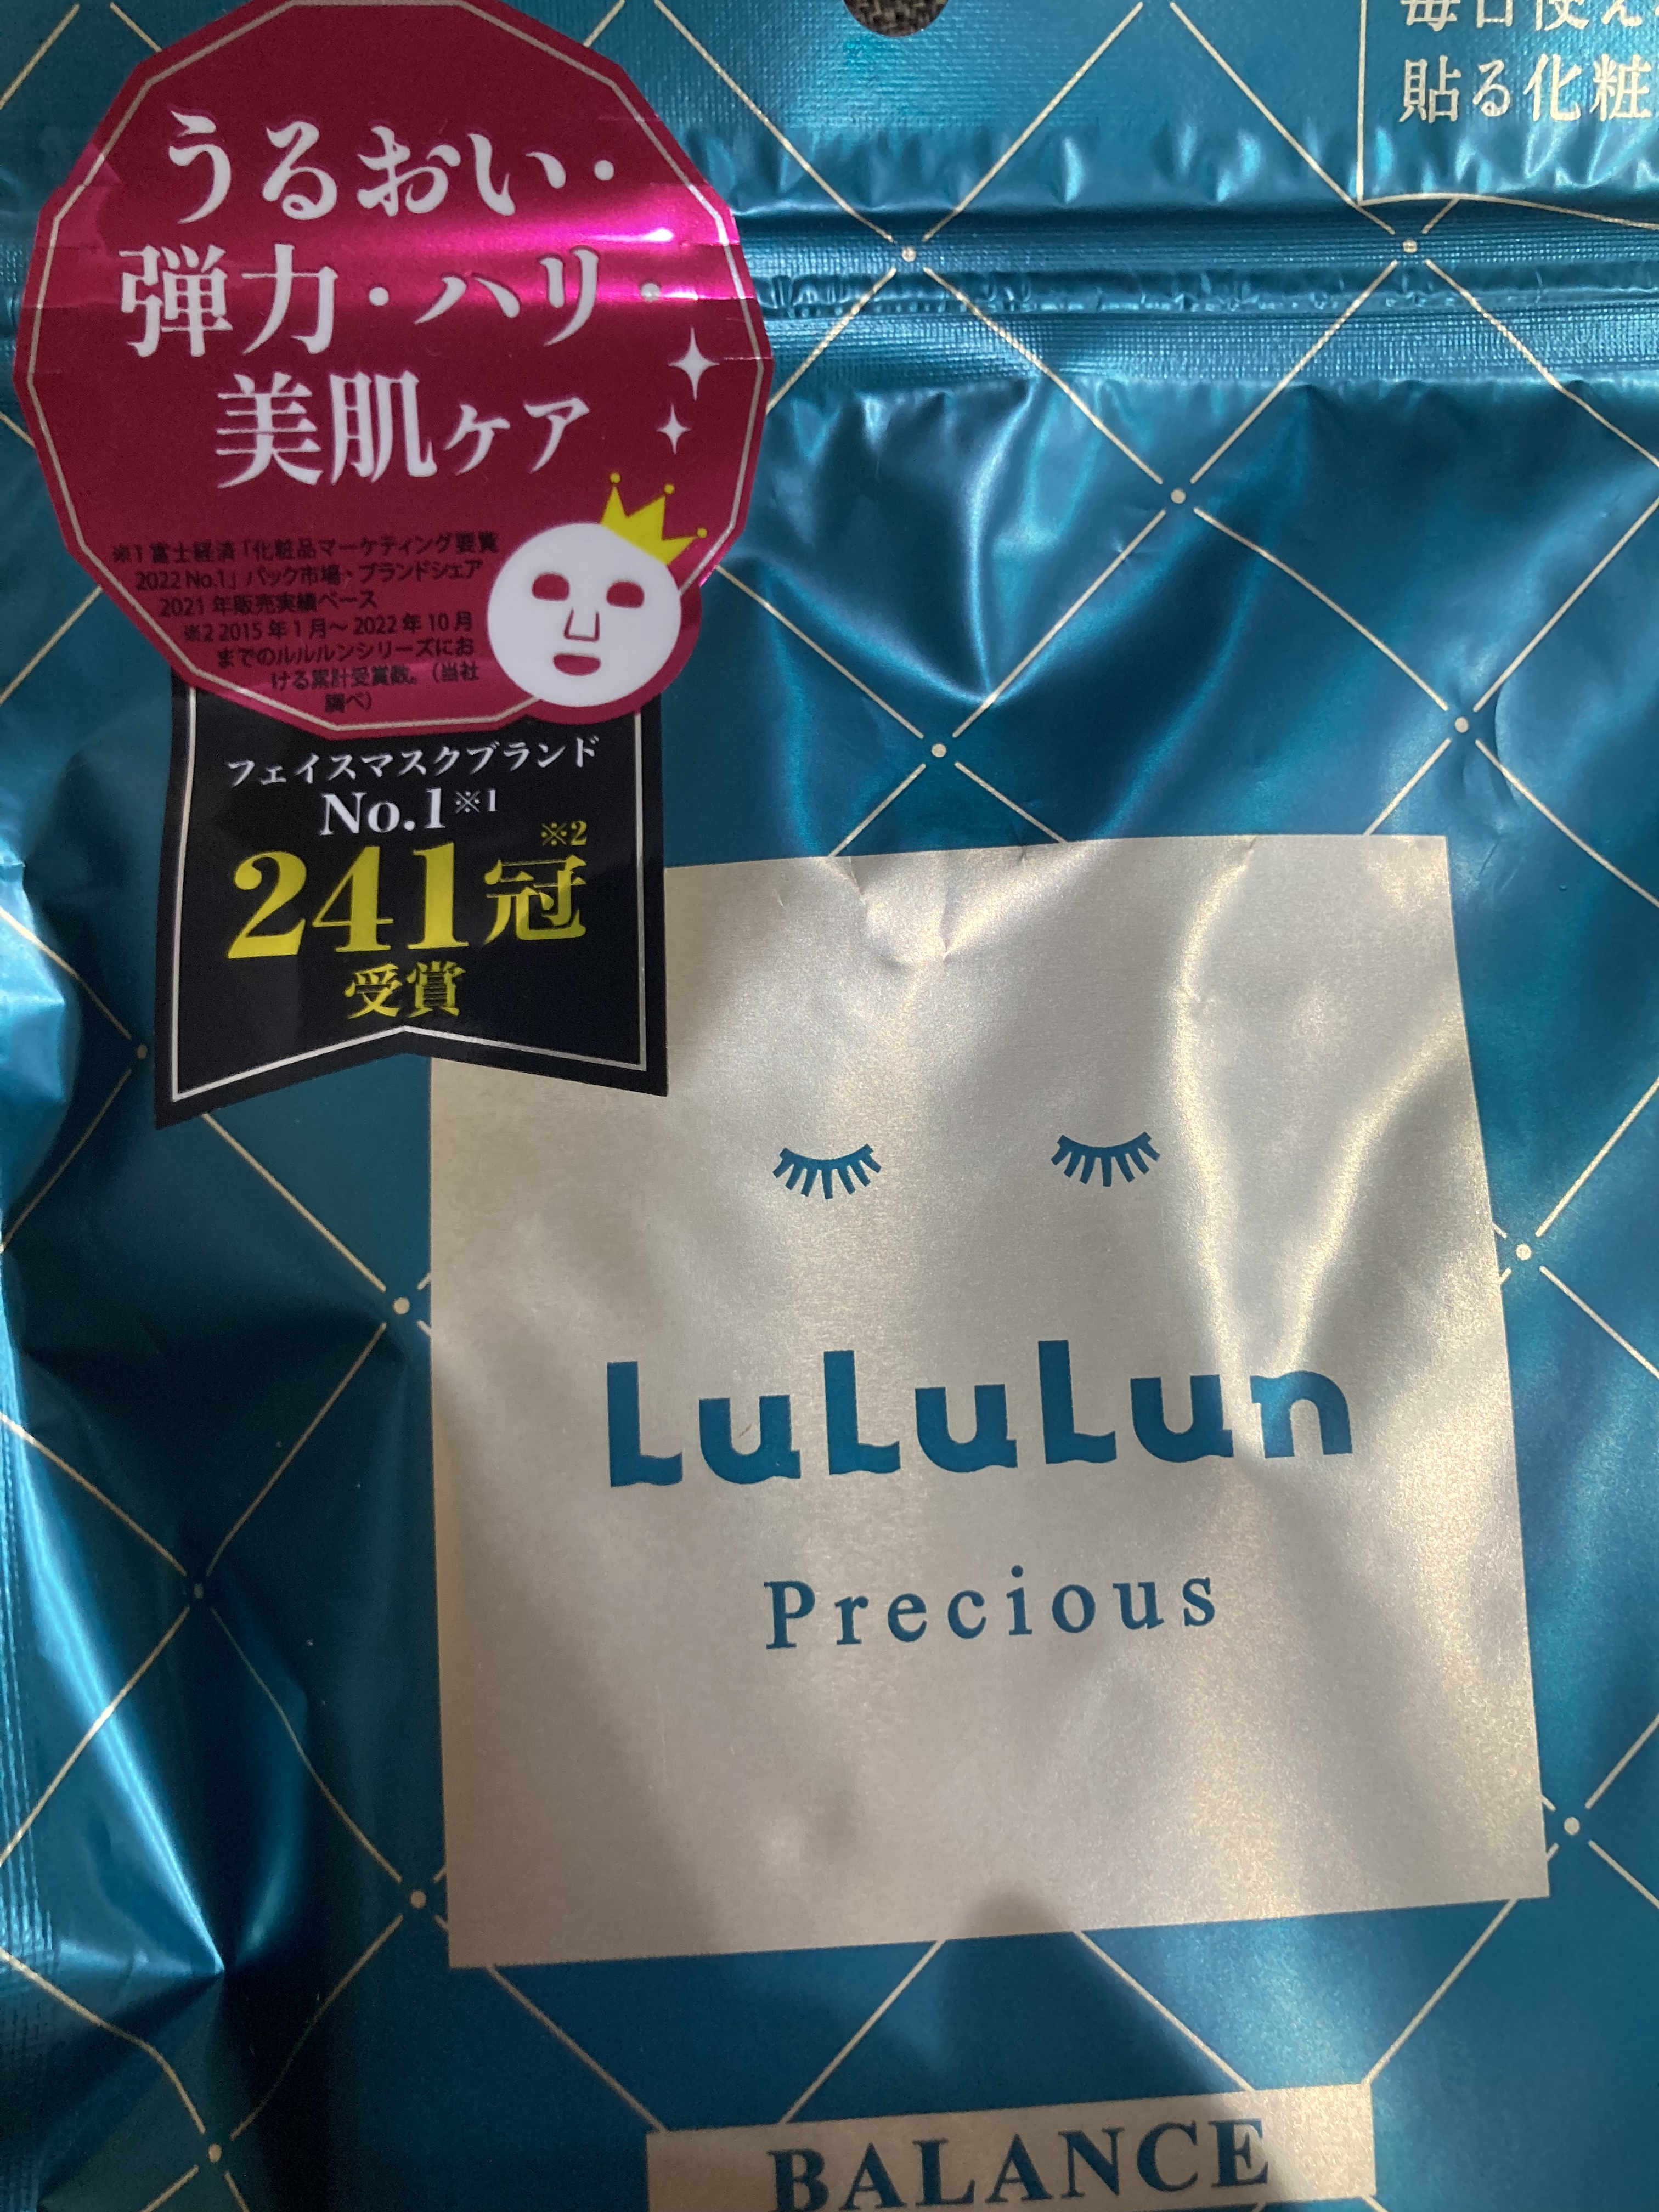 毎日使え
貼る化粧
うるおい・
弾力・ハリ・
美肌ケア
※1 富士経済「化粧品マーケティング要覧
2022 No.1」パック市場・ブランドシェア
2021 年販売実績ベース
※2 2015 年 1 月～ 2022 年 10 月
までのルルルンシリーズにお
ける累計受賞数。（当社
調べ）
フェイスマスクブランド
No.1※1
241冠※2
受賞
LuLuLun
Precious
BALANCE